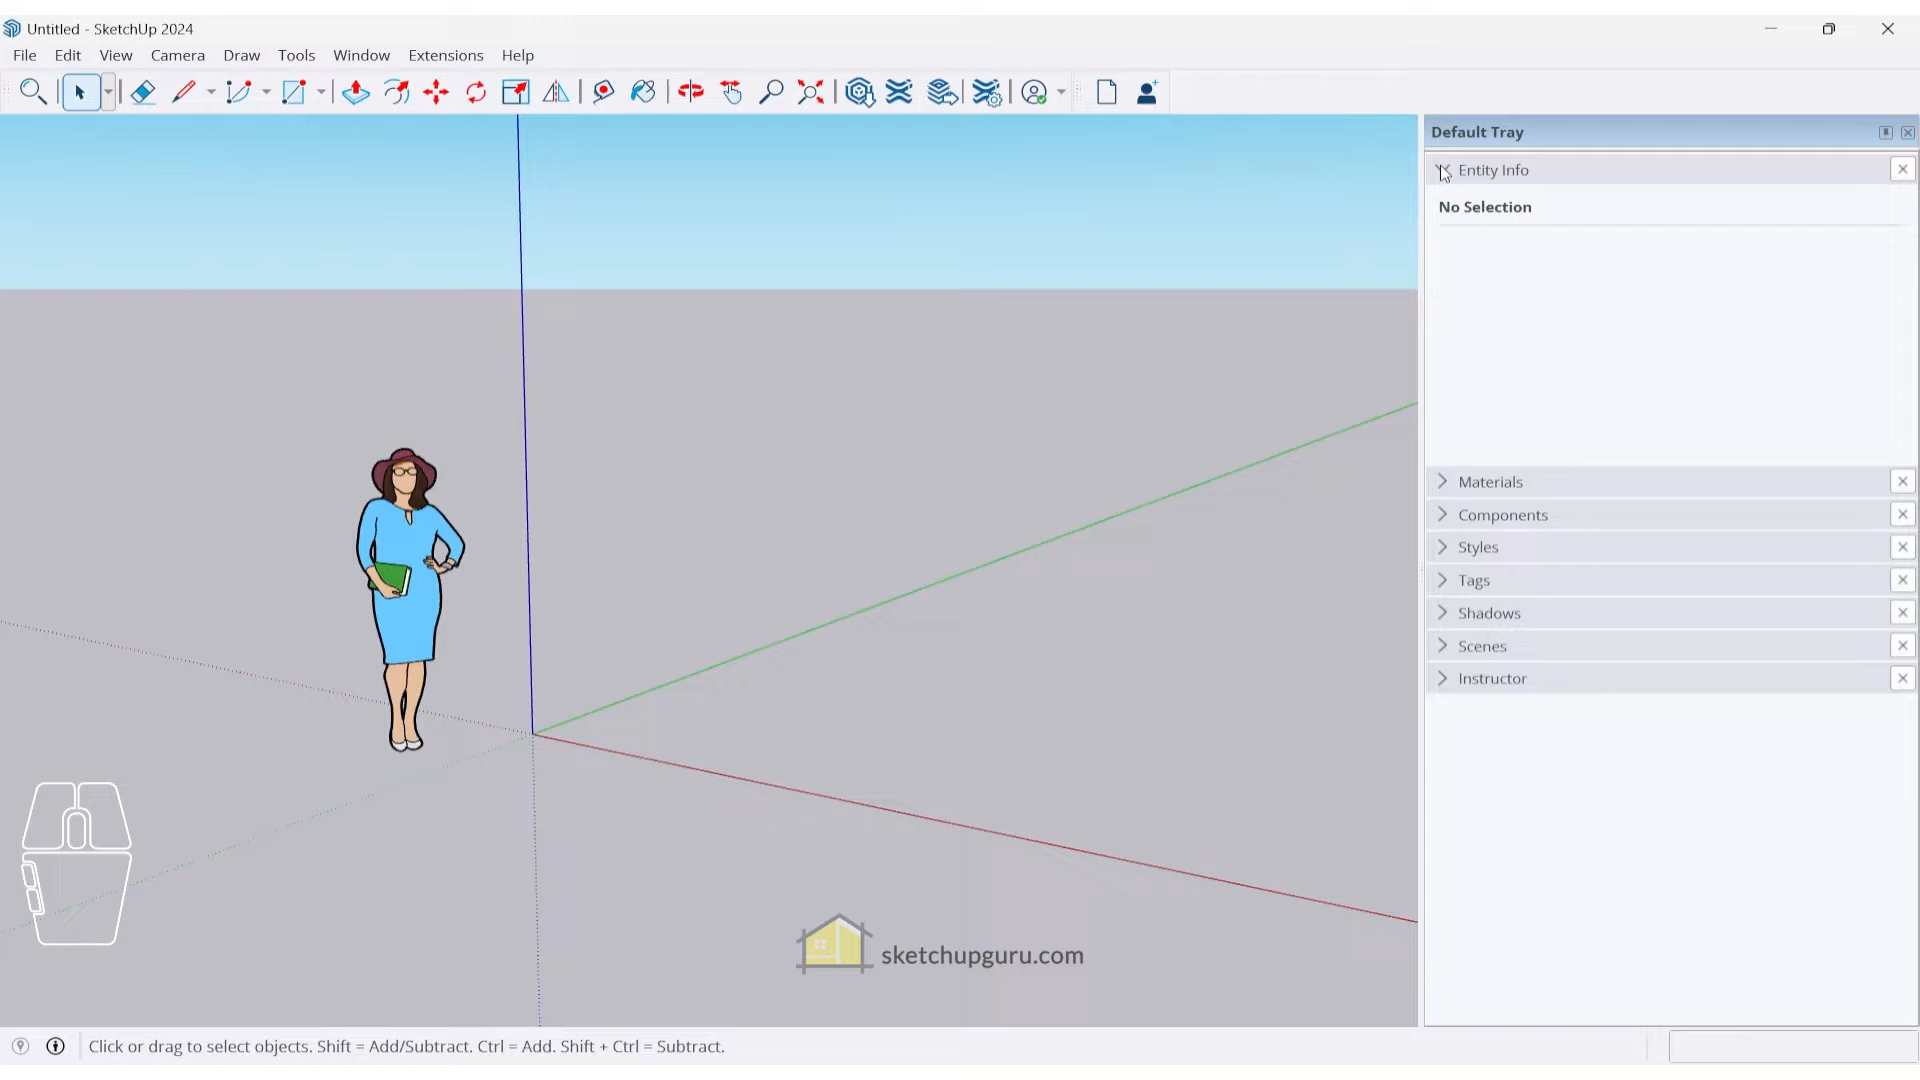 Untitled - SketchUp 2024
File Edit View Camera Draw Tools Window Extensions Help
Default Tray
Entity Info
No Selection
Materials
Components
Styles
Tags
Shadows
Scenes
Instructor
sketchupguru.com
Click or drag to select objects. Shift = Add/Subtract. Ctrl = Add. Shift + Ctrl = Subtract.